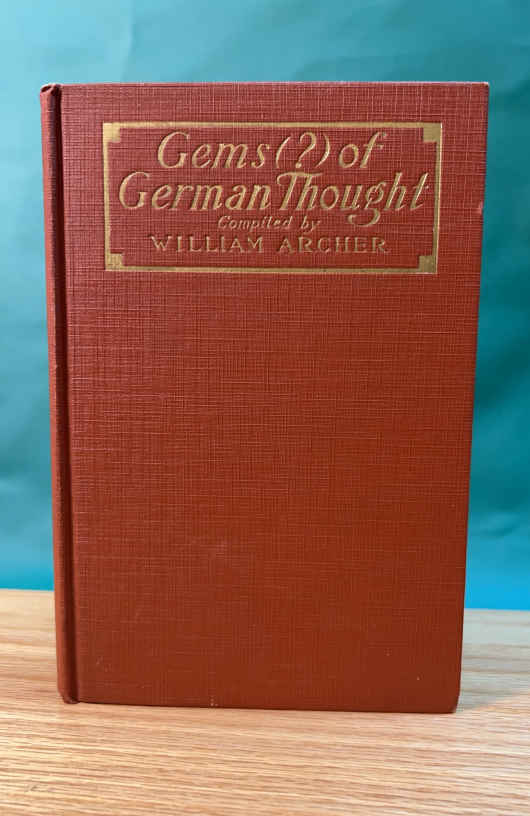 Gems(?) of
German Thought
Compiled by
WILLIAM ARCHER